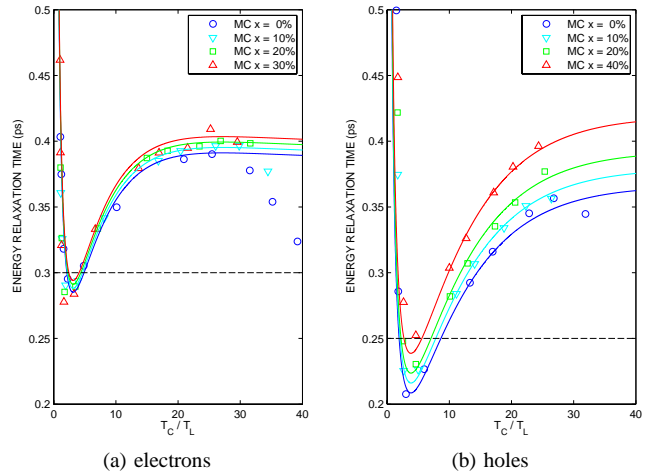 0.5
0.45
0.4
0.35
0.3
0.25
0.2
ENERGY RELAXATION TIME (ps)
MC x = 0%
MC x = 10%
MC x = 20%
MC x = 30%
0 10 20 30 40
T_C / T_L
(a) electrons
0.5
0.45
0.4
0.35
0.3
0.25
0.2
ENERGY RELAXATION TIME (ps)
MC x = 0%
MC x = 10%
MC x = 20%
MC x = 40%
0 10 20 30 40
T_C / T_L
(b) holes